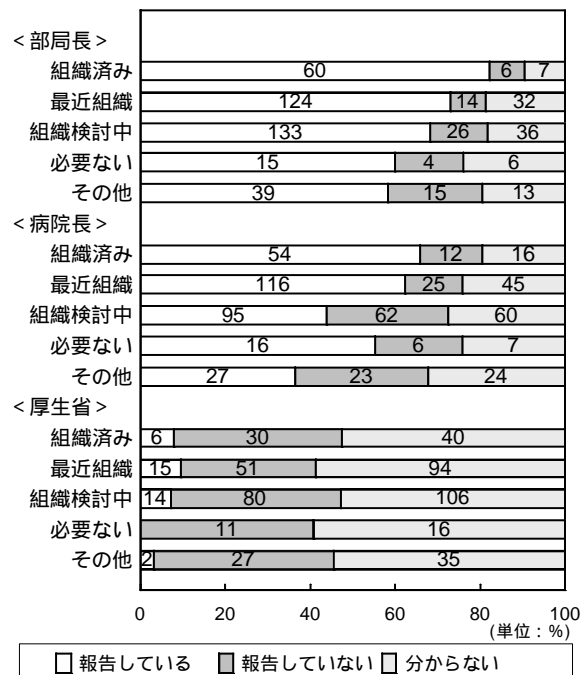 ＜部局長＞
組織済み 60 6 7
最近組織 124 14 32
組織検討中 133 26 36
必要ない 15 4 6
その他 39 15 13
＜病院長＞
組織済み 54 12 16
最近組織 116 25 45
組織検討中 95 62 60
必要ない 16 6 7
その他 27 23 24
＜厚生省＞
組織済み 6 30 40
最近組織 15 51 94
組織検討中 14 80 106
必要ない 11 16
その他 2 27 35
0 20 40 60 80 100
(単位：%)
報告している 報告していない 分からない